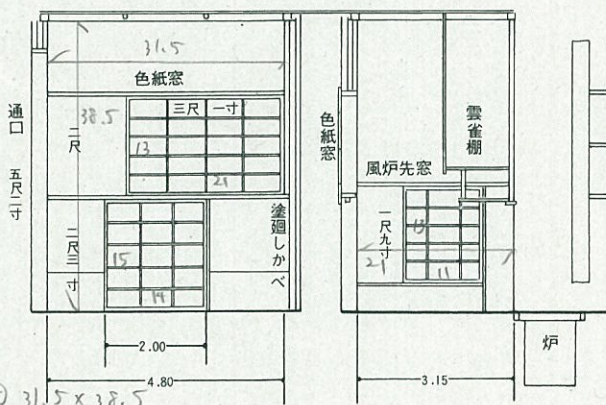 31.5
色紙窓
通口 五尺二寸
38.5
二尺
三尺 一寸
13
21
二尺三寸
15
14
塗廻しかべ
2.00
4.80
31.5 × 38.5
色紙窓
雲雀棚
風炉先窓
一尺九寸
13
21
11
3.15
炉